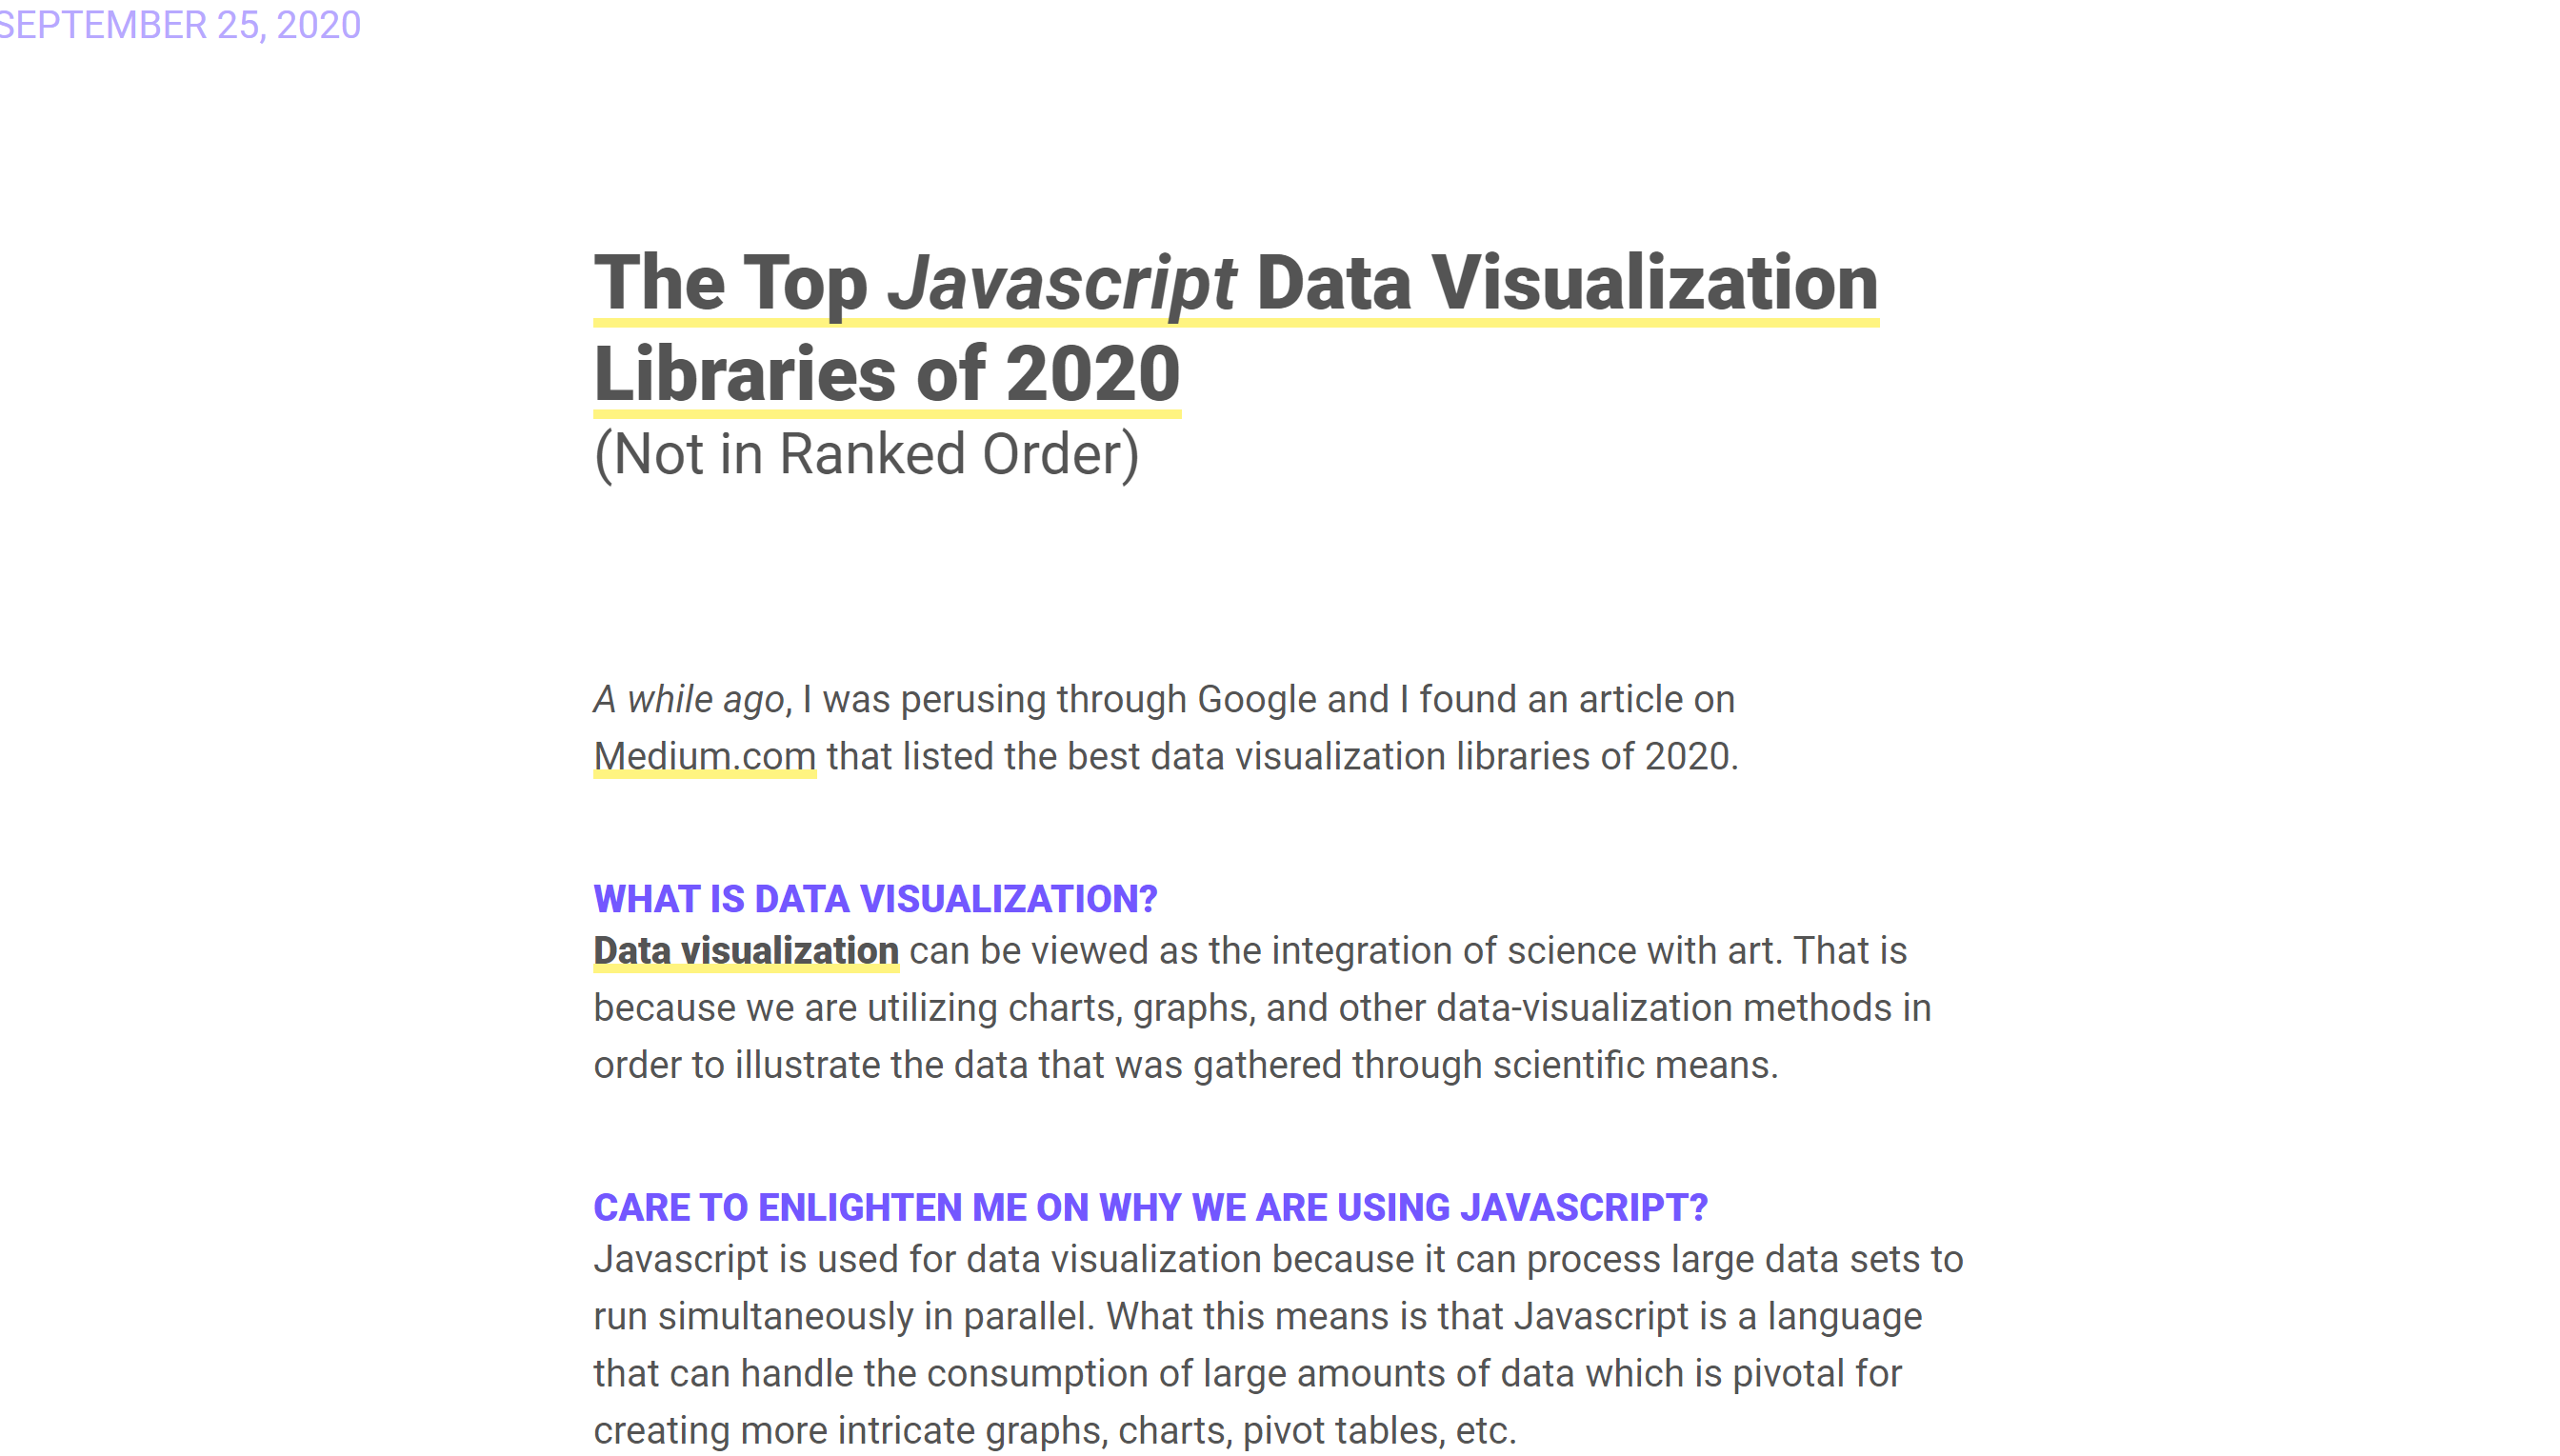 SEPTEMBER 25, 2020
The Top Javascript Data Visualization
Libraries of 2020
(Not in Ranked Order)
A while ago, I was perusing through Google and I found an article on
Medium.com that listed the best data visualization libraries of 2020.
WHAT IS DATA VISUALIZATION?
Data visualization can be viewed as the integration of science with art. That is
because we are utilizing charts, graphs, and other data-visualization methods in
order to illustrate the data that was gathered through scientific means.
CARE TO ENLIGHTEN ME ON WHY WE ARE USING JAVASCRIPT?
Javascript is used for data visualization because it can process large data sets to
run simultaneously in parallel. What this means is that Javascript is a language
that can handle the consumption of large amounts of data which is pivotal for
creating more intricate graphs, charts, pivot tables, etc.